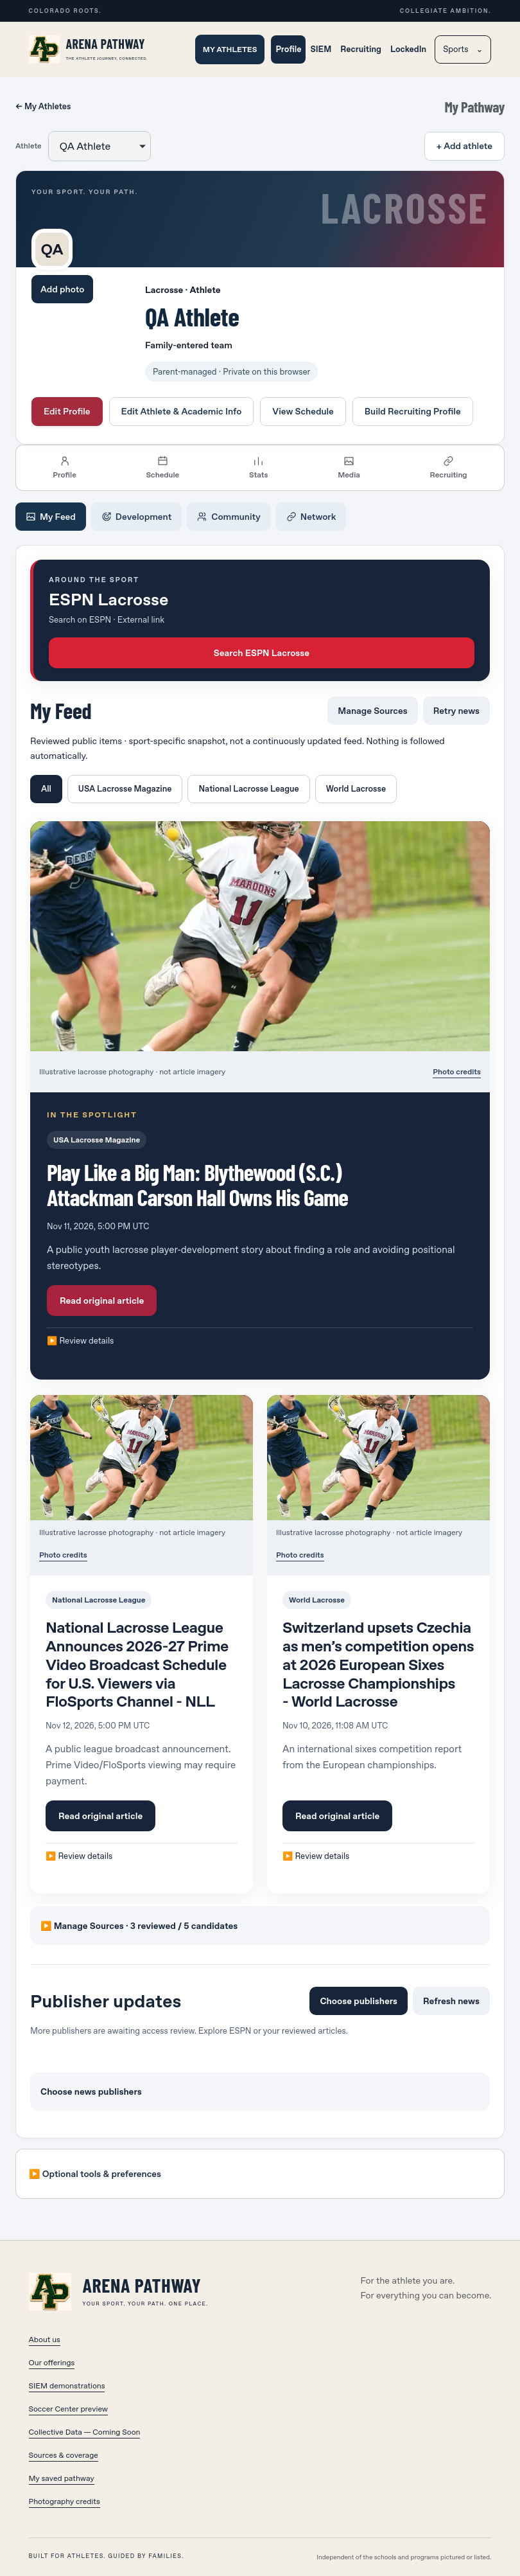 COLORADO ROOTS.
COLLEGIATE AMBITION.
AP
ARENA PATHWAY
THE ATHLETE JOURNEY, CONNECTED.
MY ATHLETES
Profile
SIEM
Recruiting
LockedIn
Sports
← My Athletes
My Pathway
Athlete
QA Athlete
+ Add athlete
YOUR SPORT. YOUR PATH.
LACROSSE
QA
Add photo
Lacrosse · Athlete
QA Athlete
Family-entered team
Parent-managed · Private on this browser
Edit Profile
Edit Athlete & Academic Info
View Schedule
Build Recruiting Profile
Profile
Schedule
Stats
Media
Recruiting
My Feed
Development
Community
Network
AROUND THE SPORT
ESPN Lacrosse
Search on ESPN · External link
Search ESPN Lacrosse
My Feed
Manage Sources
Retry news
Reviewed public items · sport-specific snapshot, not a continuously updated feed. Nothing is followed
automatically.
All
USA Lacrosse Magazine
National Lacrosse League
World Lacrosse
BERRY
MAROONS
11
Illustrative lacrosse photography · not article imagery
Photo credits
IN THE SPOTLIGHT
USA Lacrosse Magazine
Play Like a Big Man: Blythewood (S.C.)
Attackman Carson Hall Owns His Game
Nov 11, 2026, 5:00 PM UTC
A public youth lacrosse player-development story about finding a role and avoiding positional
stereotypes.
Read original article
Review details
MAROONS
11
MAROONS
11
Illustrative lacrosse photography · not article imagery
Photo credits
Illustrative lacrosse photography · not article imagery
Photo credits
National Lacrosse League
National Lacrosse League
Announces 2026-27 Prime
Video Broadcast Schedule
for U.S. Viewers via
FloSports Channel - NLL
Nov 12, 2026, 5:00 PM UTC
A public league broadcast announcement.
Prime Video/FloSports viewing may require
payment.
Read original article
Review details
World Lacrosse
Switzerland upsets Czechia
as men's competition opens
at 2026 European Sixes
Lacrosse Championships
- World Lacrosse
Nov 10, 2026, 11:08 AM UTC
An international sixes competition report
from the European championships.
Read original article
Review details
Manage Sources · 3 reviewed / 5 candidates
Publisher updates
Choose publishers
Refresh news
More publishers are awaiting access review. Explore ESPN or your reviewed articles.
Choose news publishers
Optional tools & preferences
AP
ARENA PATHWAY
YOUR SPORT. YOUR PATH. ONE PLACE.
For the athlete you are.
For everything you can become.
About us
Our offerings
SIEM demonstrations
Soccer Center preview
Collective Data — Coming Soon
Sources & coverage
My saved pathway
Photography credits
BUILT FOR ATHLETES. GUIDED BY FAMILIES.
Independent of the schools and programs pictured or listed.